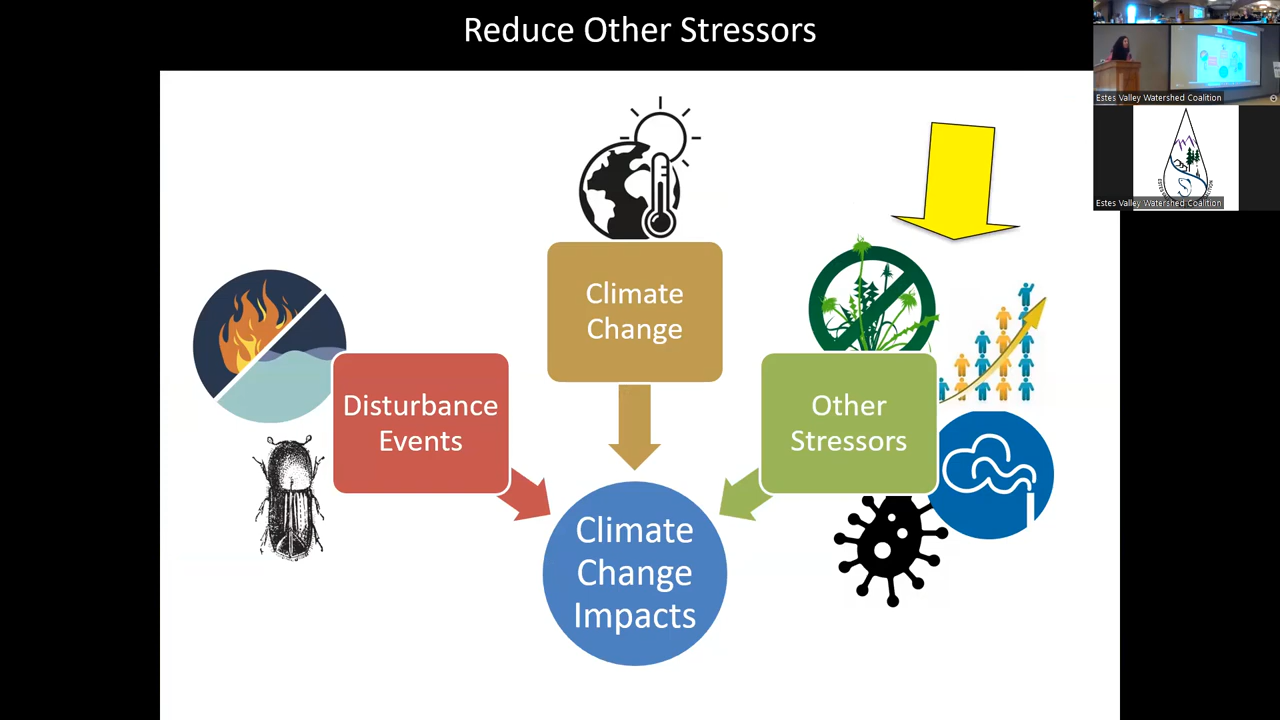 Reduce Other Stressors
Estes Valley Watershed Coalition
Estes Valley Watershed Coalition
Climate
Change
Disturbance
Events
Other
Stressors
Climate
Change
Impacts